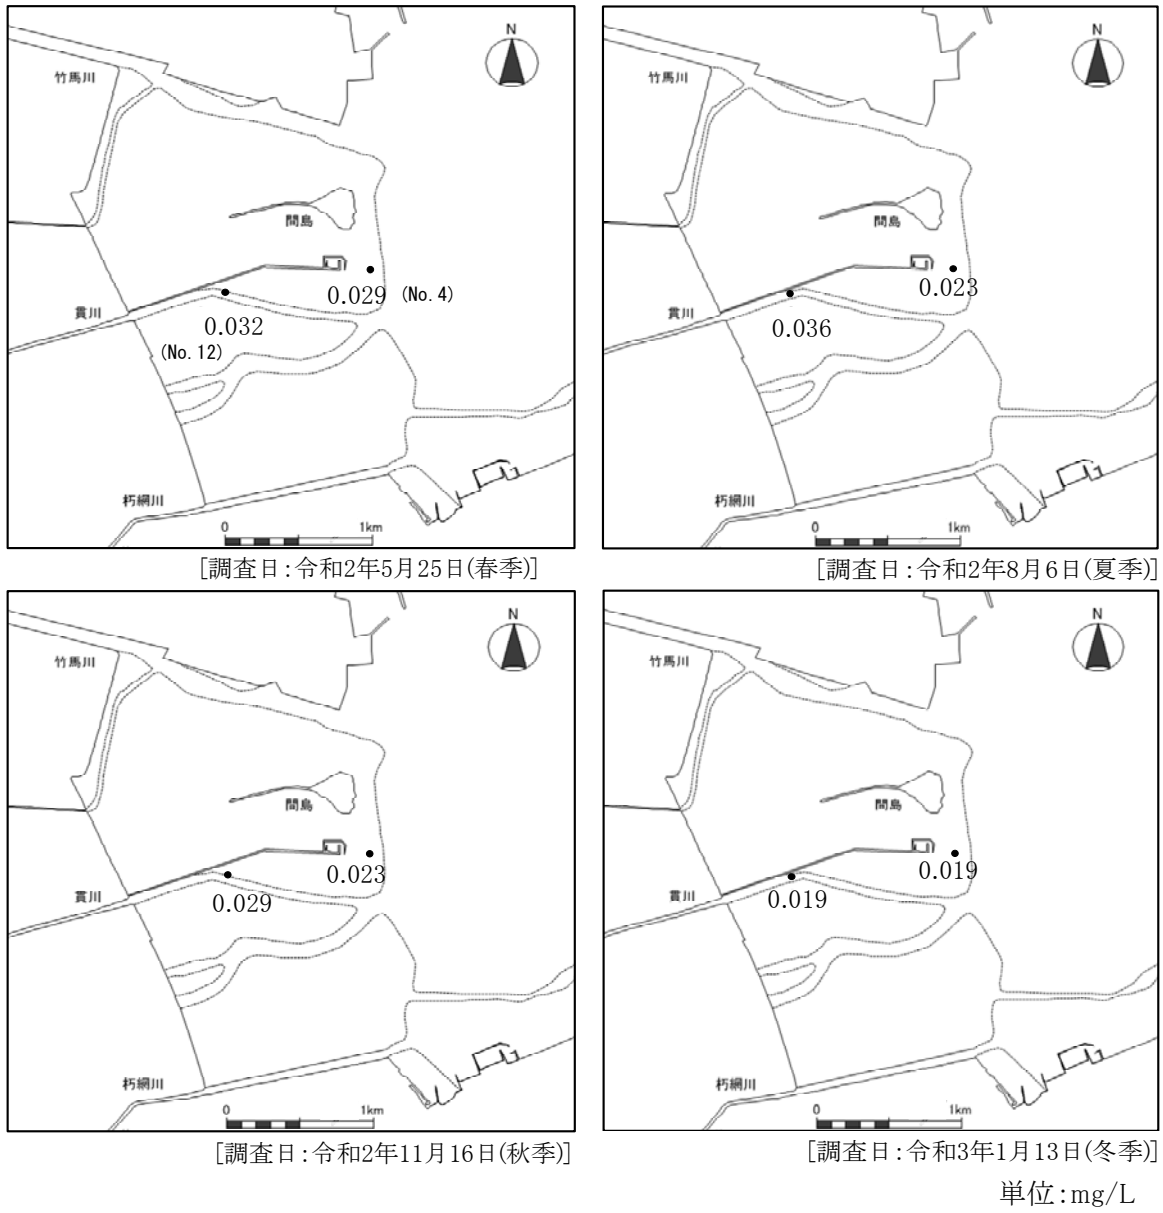 N
竹馬川
間島
0.029 (No.4)
貫川
0.032
(No.12)
朽網川
0 1km
[調査日:令和2年5月25日(春季)]
N
竹馬川
間島
0.023
貫川
0.036
朽網川
0 1km
[調査日:令和2年8月6日(夏季)]
N
竹馬川
間島
0.023
貫川
0.029
朽網川
0 1km
[調査日:令和2年11月16日(秋季)]
N
竹馬川
間島
0.019
貫川
0.019
朽網川
0 1km
[調査日:令和3年1月13日(冬季)]
単位:mg/L